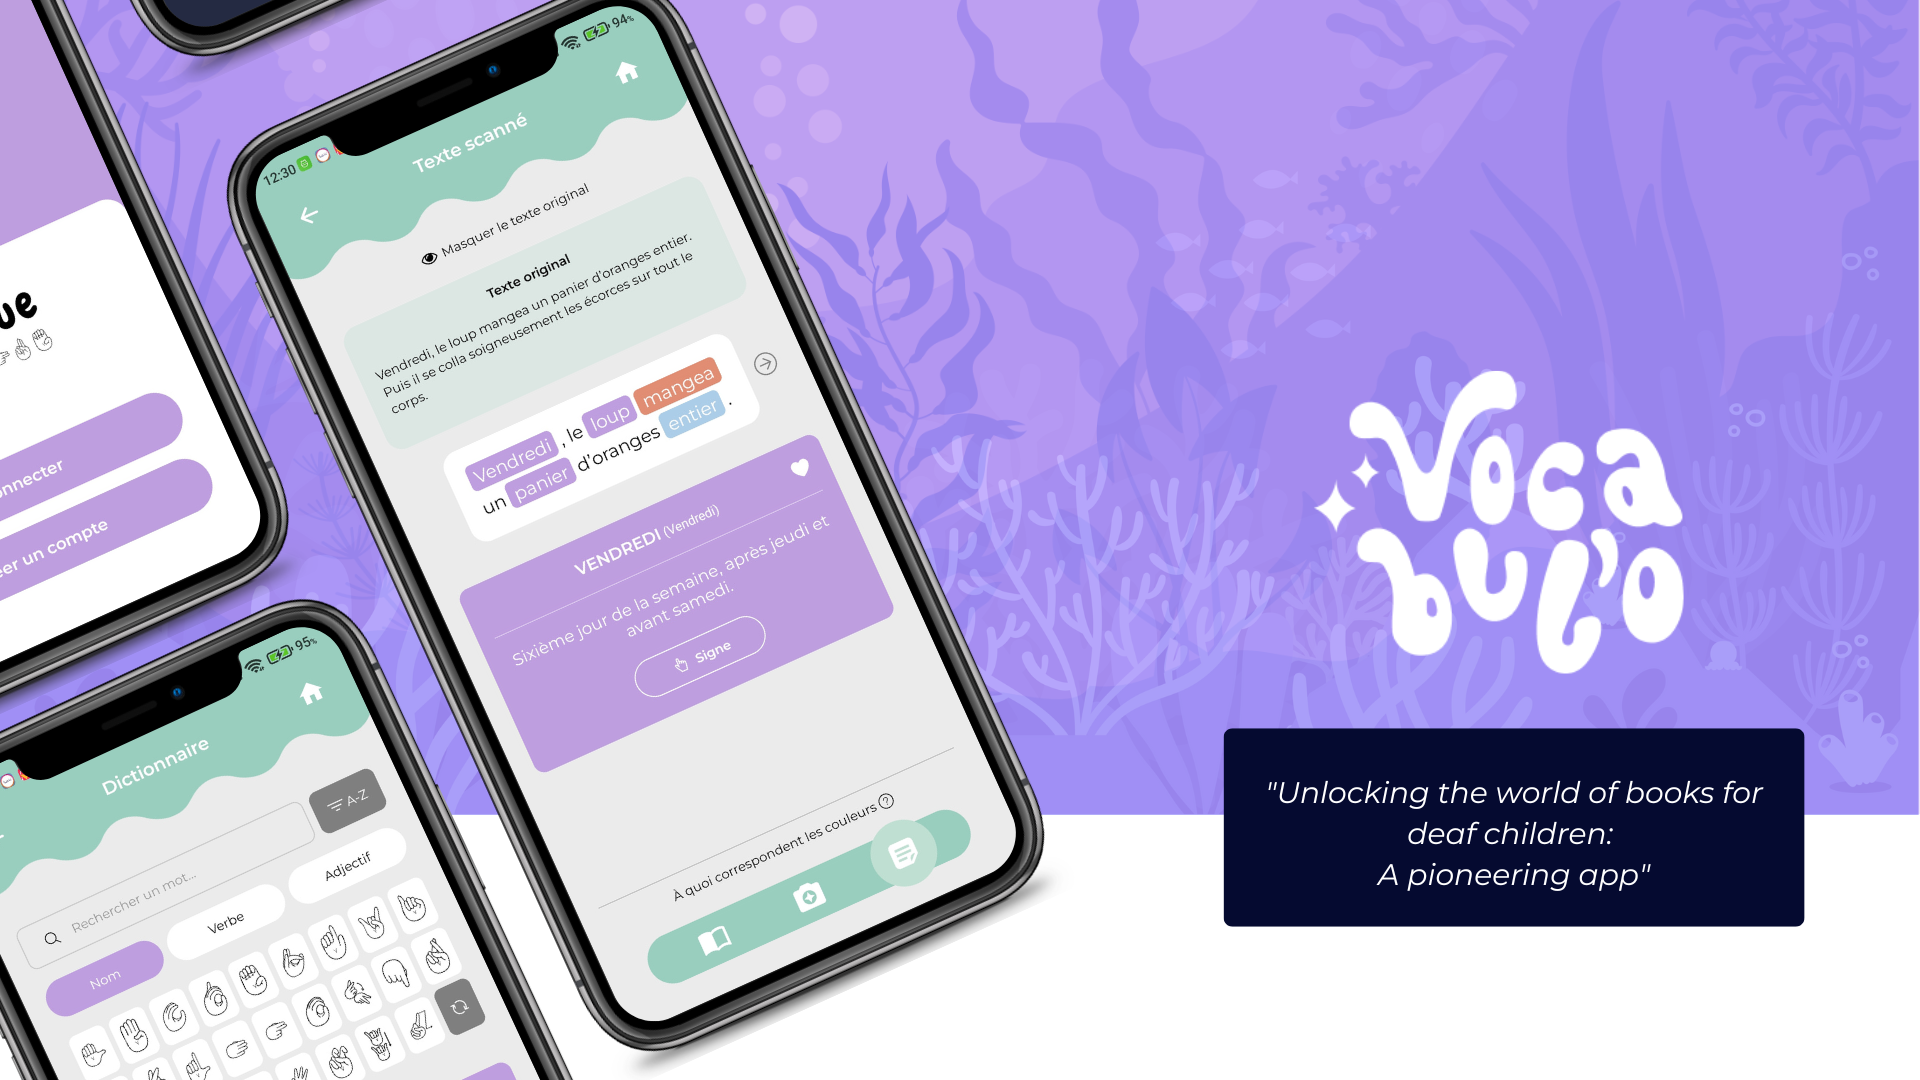 ue
nnecter
éer un compte
12:30
94%
Texte scanné
Masquer le texte original
Texte original
Vendredi, le loup mangea un panier d'oranges entier.
Puis il se colla soigneusement les écorces sur tout le
corps.
Vendredi , le loup mangea
un panier d'oranges entier .
VENDREDI (Vendredi)
Sixième jour de la semaine, après jeudi et
avant samedi.
Signe
À quoi correspondent les couleurs ?
95%
Dictionnaire
A-Z
Rechercher un mot...
Nom
Verbe
Adjectif
Voca
bul'o
"Unlocking the world of books for
deaf children:
A pioneering app"